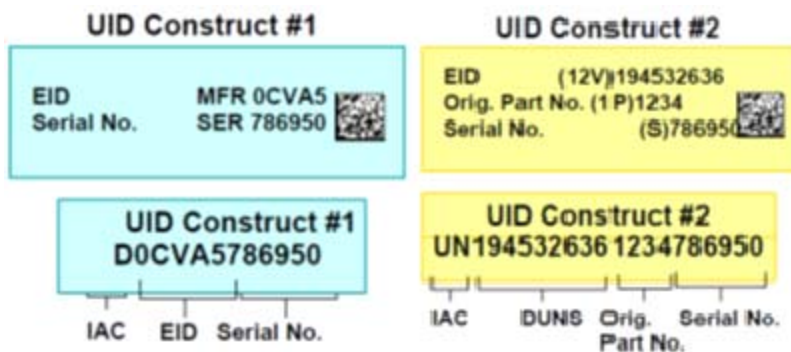 UID Construct #1
EID MFR 0CVA5
Serial No. SER 786950
UID Construct #1
D0CVA5786950
IAC EID Serial No.
UID Construct #2
EID (12V)194532636
Orig. Part No. (1P)1234
Serial No. (S)786950
UID Construct #2
UN1945326361234786950
IAC DUNS Orig. Part No. Serial No.